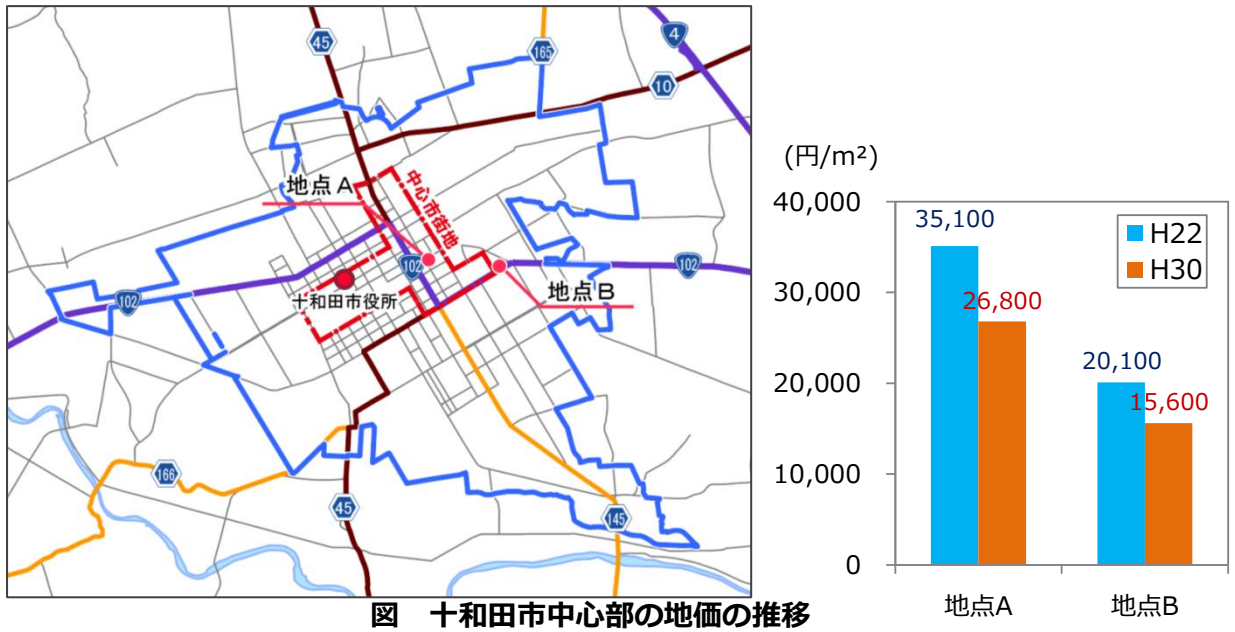 45
4
165
10
地点A
中心市街地
102
102
地点B
十和田市役所
102
166
45
145
(円/m²)
40,000
30,000
20,000
10,000
0
35,100
26,800
20,100
15,600
H22
H30
地点A
地点B
図 十和田市中心部の地価の推移